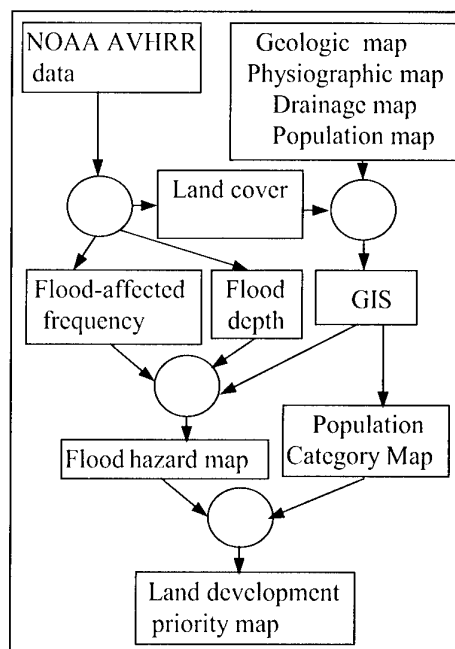 NOAA AVHRR
data
Geologic map
Physiographic map
Drainage map
Population map
Land cover
Flood-affected
frequency
Flood
depth
GIS
Flood hazard map
Population
Category Map
Land development
priority map